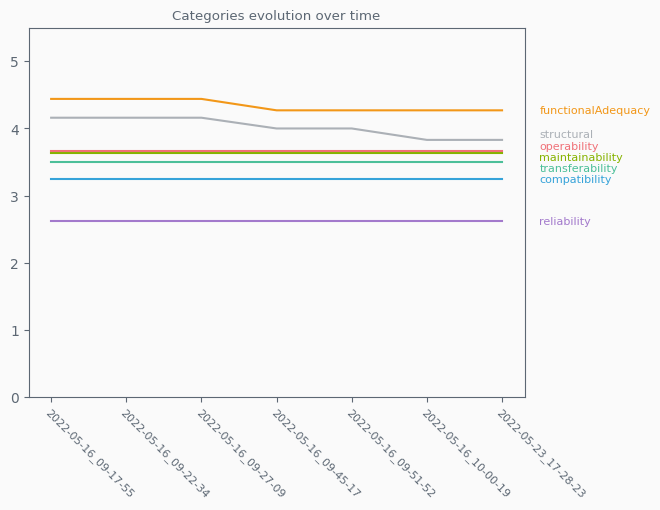 Categories evolution over time
5
4
3
2
1
0
functionalAdequacy
structural
operability
maintainability
transferability
compatibility
reliability
2022-05-16_09-17-55
2022-05-16_09-22-34
2022-05-16_09-27-09
2022-05-16_09-45-17
2022-05-16_09-51-52
2022-05-16_10-00-19
2022-05-23_17-28-23